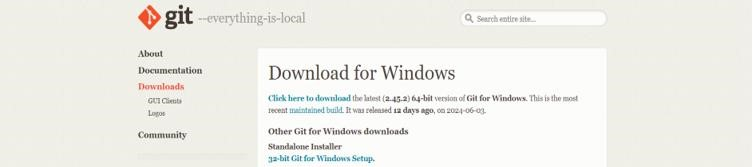 git --everything-is-local
Search entire site...
About
Documentation
Downloads
GUI Clients
Logos
Community
Download for Windows
Click here to download the latest (2.45.2) 64-bit version of Git for Windows. This is the most
recent maintained build. It was released 12 days ago, on 2024-06-03.
Other Git for Windows downloads
Standalone Installer
32-bit Git for Windows Setup.